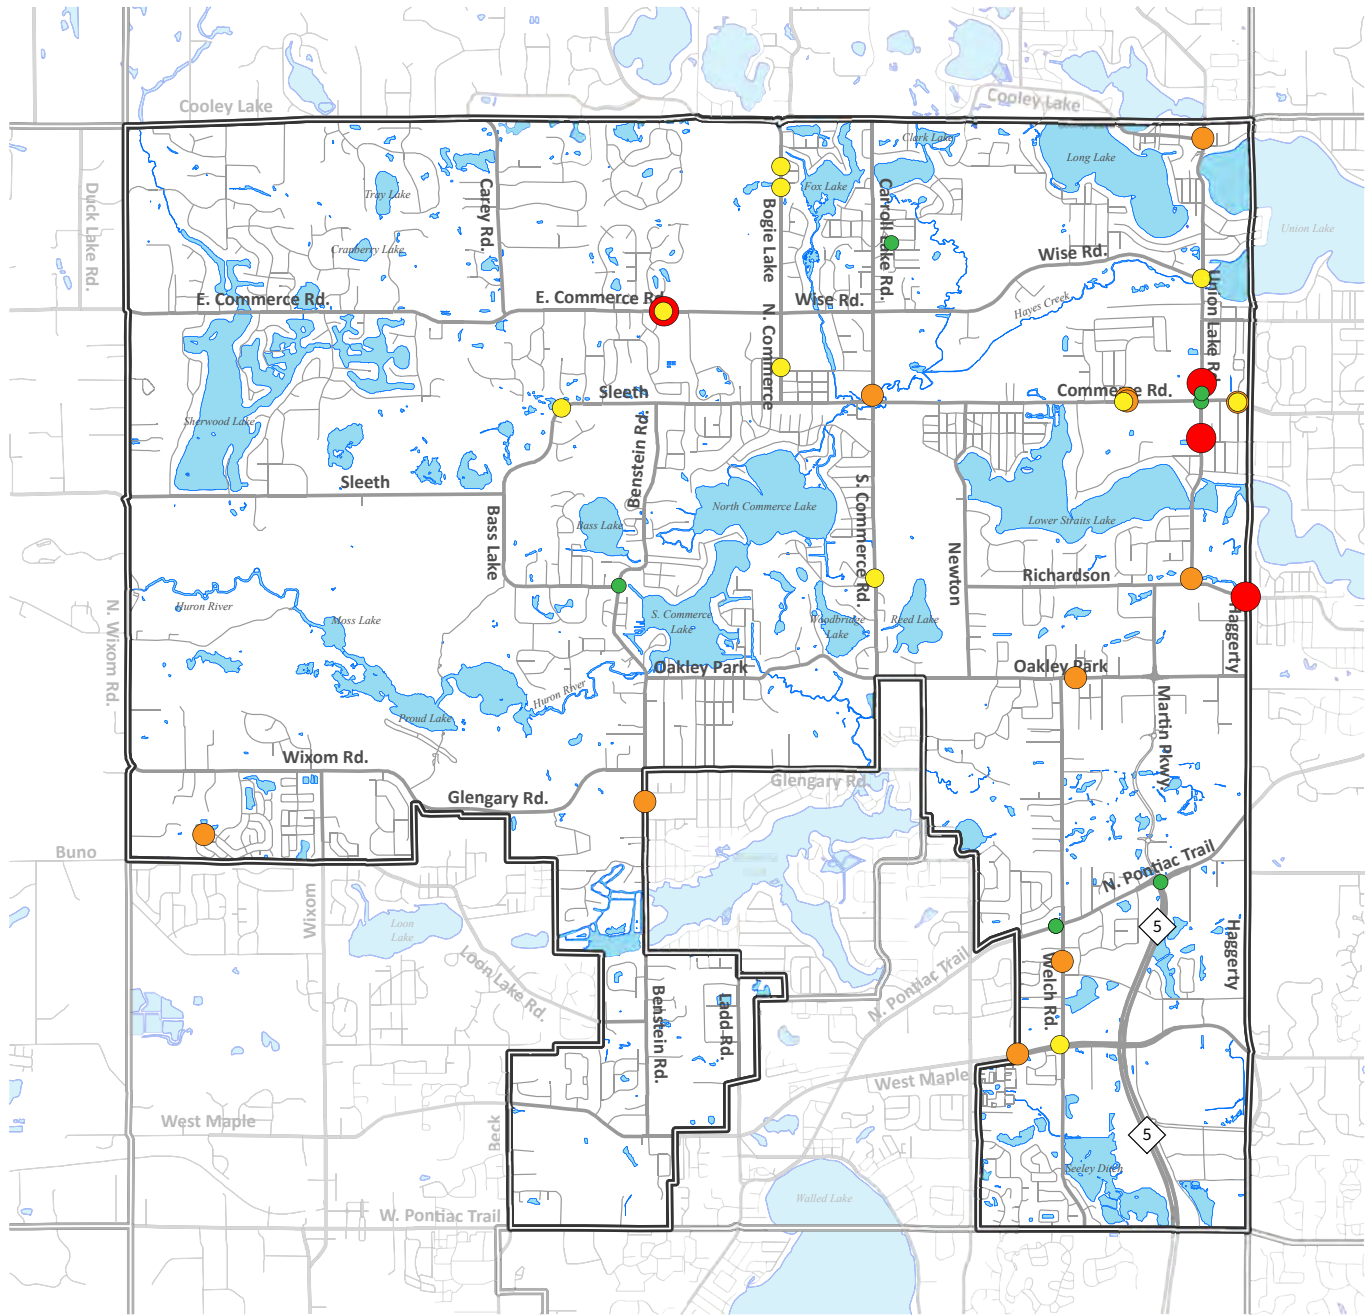 Cooley Lake
Cooley Lake
Clark Lake
Long Lake
Duck Lake Rd.
Tray Lake
Carey Rd.
Bogie Lake
Fox Lake
Carroll Lake Rd.
Union Lake
Cranberry Lake
Wise Rd.
E. Commerce Rd.
E. Commerce Rd.
Wise Rd.
Hayes Creek
Union Lake R
N. Commerce
Sleeth
Commerce Rd.
Sherwood Lake
Benstein Rd.
Sleeth
Bass Lake
Bass Lake
North Commerce Lake
S. Commerce Rd.
Lower Straits Lake
Newton
Richardson
Huron River
Moss Lake
S. Commerce
Lake
Woodbridge
Lake
Reed Lake
Haggerty
N. Wixom Rd.
Oakley Park
Oakley Park
Huron River
Proud Lake
Martin Pkwy.
Wixom Rd.
Glengary Rd.
Glengary Rd.
Buno
N. Pontiac Trail
Wixom
Loon
Lake
5
Haggerty
Loon Lake Rd.
N. Pontiac Trail
Welch Rd.
Benstein Rd.
Ladd Rd.
West Maple
West Maple
Beck
5
Seeley Ditch
Walled Lake
W. Pontiac Trail